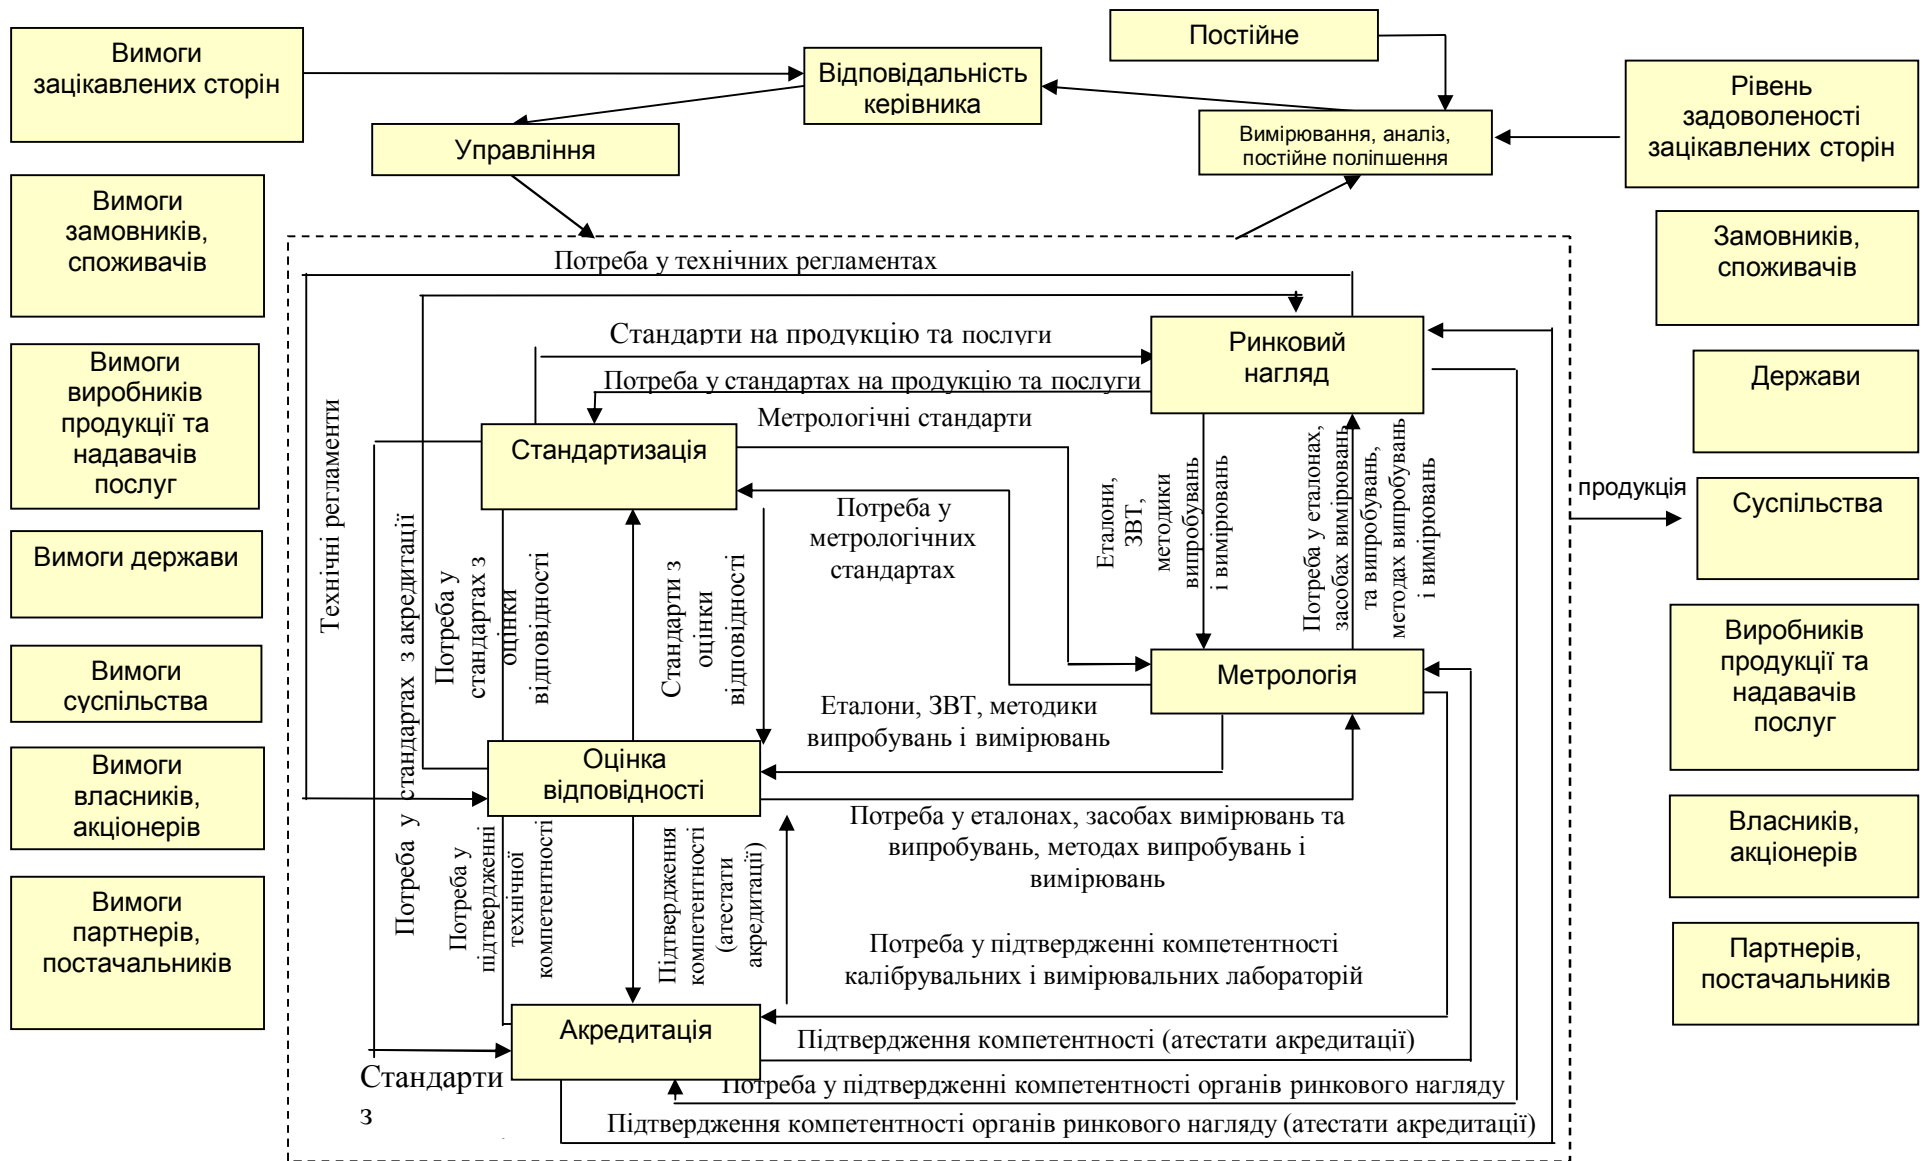 Вимоги
зацікавлених сторін
Відповідальність
керівника
Постійне
Управління
Вимірювання, аналіз,
постійне поліпшення
Рівень
задоволеності
зацікавлених сторін
Вимоги
замовників,
споживачів
Вимоги
виробників
продукції та
надавачів
послуг
Вимоги держави
Вимоги
суспільства
Вимоги
власників,
акціонерів
Вимоги
партнерів,
постачальників
Потреба у технічних регламентах
Стандарти на продукцію та послуги
Потреба у стандартах на продукцію та послуги
Метрологічні стандарти
Ринковий
нагляд
Стандартизація
Технічні регламенти
Потреба у стандартах з акредитації
Потреба у
стандартах з
оцінки
відповідності
Стандарти з
оцінки
відповідності
Потреба у
метрологічних
стандартах
Еталони,
ЗВТ,
методики
випробувань
і вимірювань
Потреба у еталонах,
засобах вимірювань
та випробувань,
методах випробувань
і вимірювань
Метрологія
Еталони, ЗВТ, методики
випробувань і вимірювань
Оцінка
відповідності
Потреба у еталонах, засобах вимірювань та
випробувань, методах випробувань і
вимірювань
Потреба у
підтвердженні
технічної
компетентності
Підтвердження
компетентності
(атестати
акредитації)
Потреба у підтвердженні компетентності
калібрувальних і вимірювальних лабораторій
Акредитація
Підтвердження компетентності (атестати акредитації)
Стандарти
з
Потреба у підтвердженні компетентності органів ринкового нагляду
Підтвердження компетентності органів ринкового нагляду (атестати акредитації)
продукція
Замовників,
споживачів
Держави
Суспільства
Виробників
продукції та
надавачів
послуг
Власників,
акціонерів
Партнерів,
постачальників